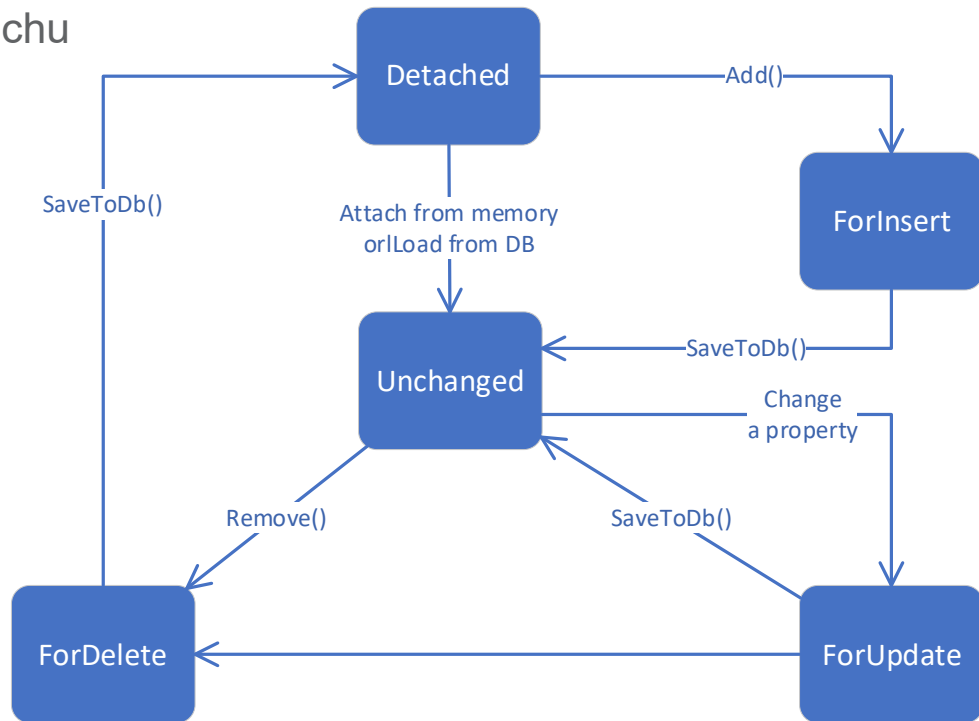 chu
Detached
Add()
SaveToDb()
Attach from memory
orlLoad from DB
ForInsert
SaveToDb()
Unchanged
Change
a property
Remove()
SaveToDb()
ForDelete
ForUpdate